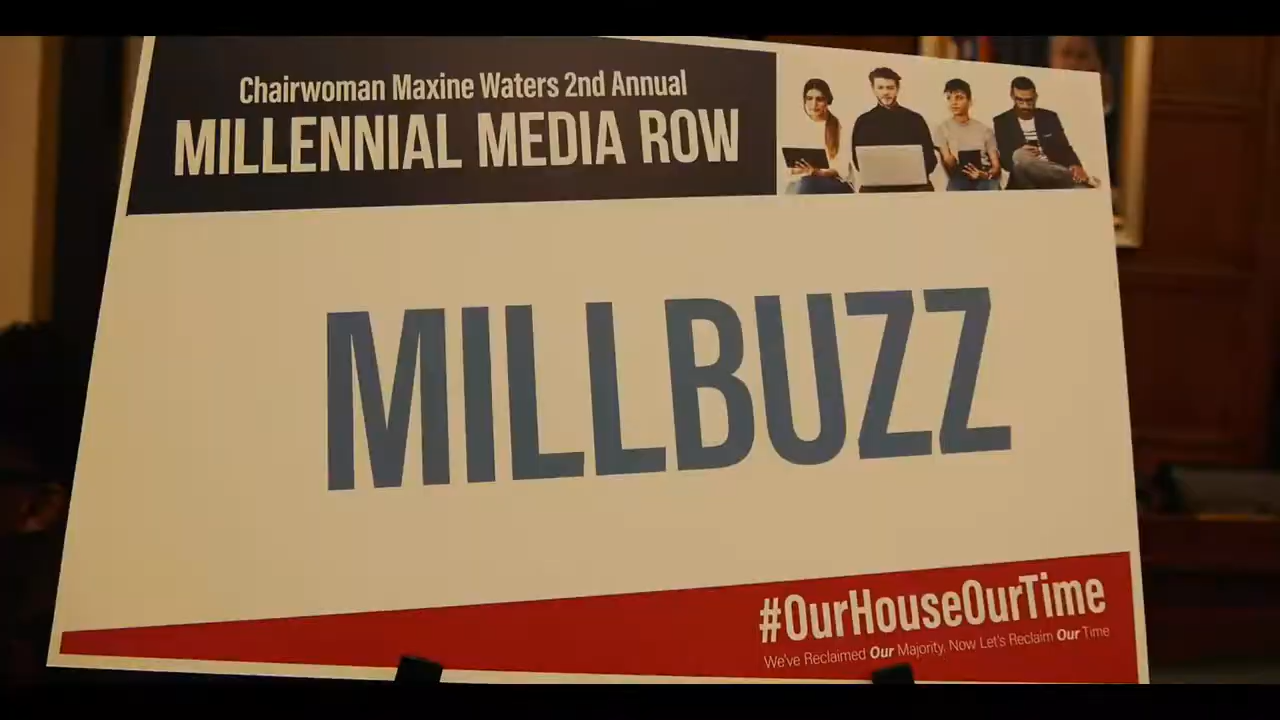 Chairwoman Maxine Waters 2nd Annual
MILLENNIAL MEDIA ROW
MILLBUZZ
#OurHouseOurTime
We've Reclaimed Our Majority, Now Let's Reclaim Our Time